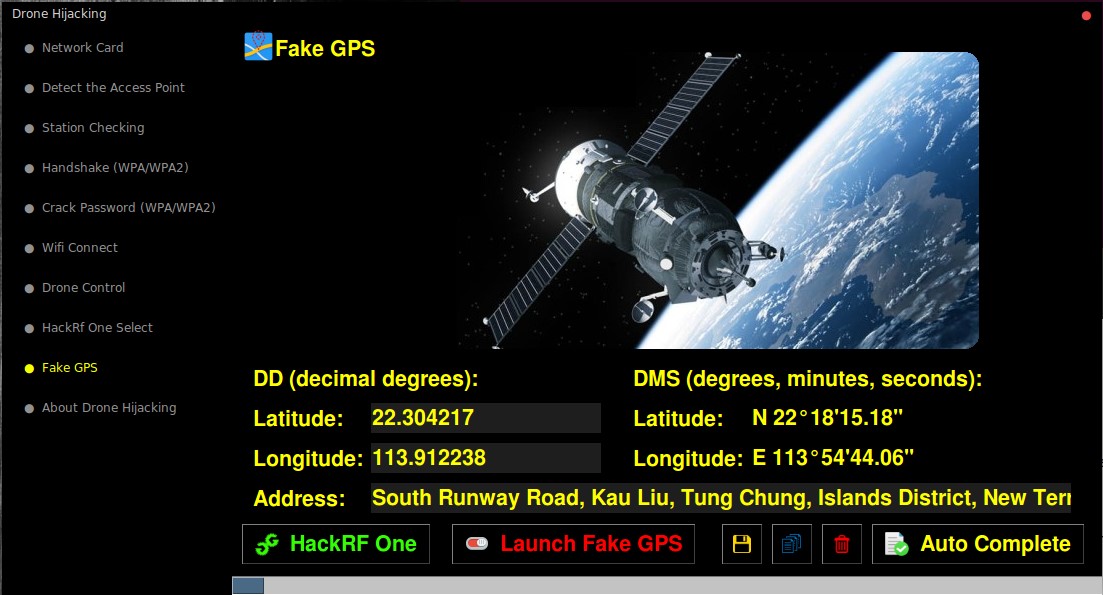 Drone Hijacking
Network Card
Detect the Access Point
Station Checking
Handshake (WPA/WPA2)
Crack Password (WPA/WPA2)
Wifi Connect
Drone Control
HackRf One Select
Fake GPS
About Drone Hijacking
Fake GPS
DD (decimal degrees):
DMS (degrees, minutes, seconds):
Latitude: 22.304217
Latitude: N 22°18'15.18"
Longitude: 113.912238
Longitude: E 113°54'44.06"
Address: South Runway Road, Kau Liu, Tung Chung, Islands District, New Terr
HackRF One
Launch Fake GPS
Auto Complete